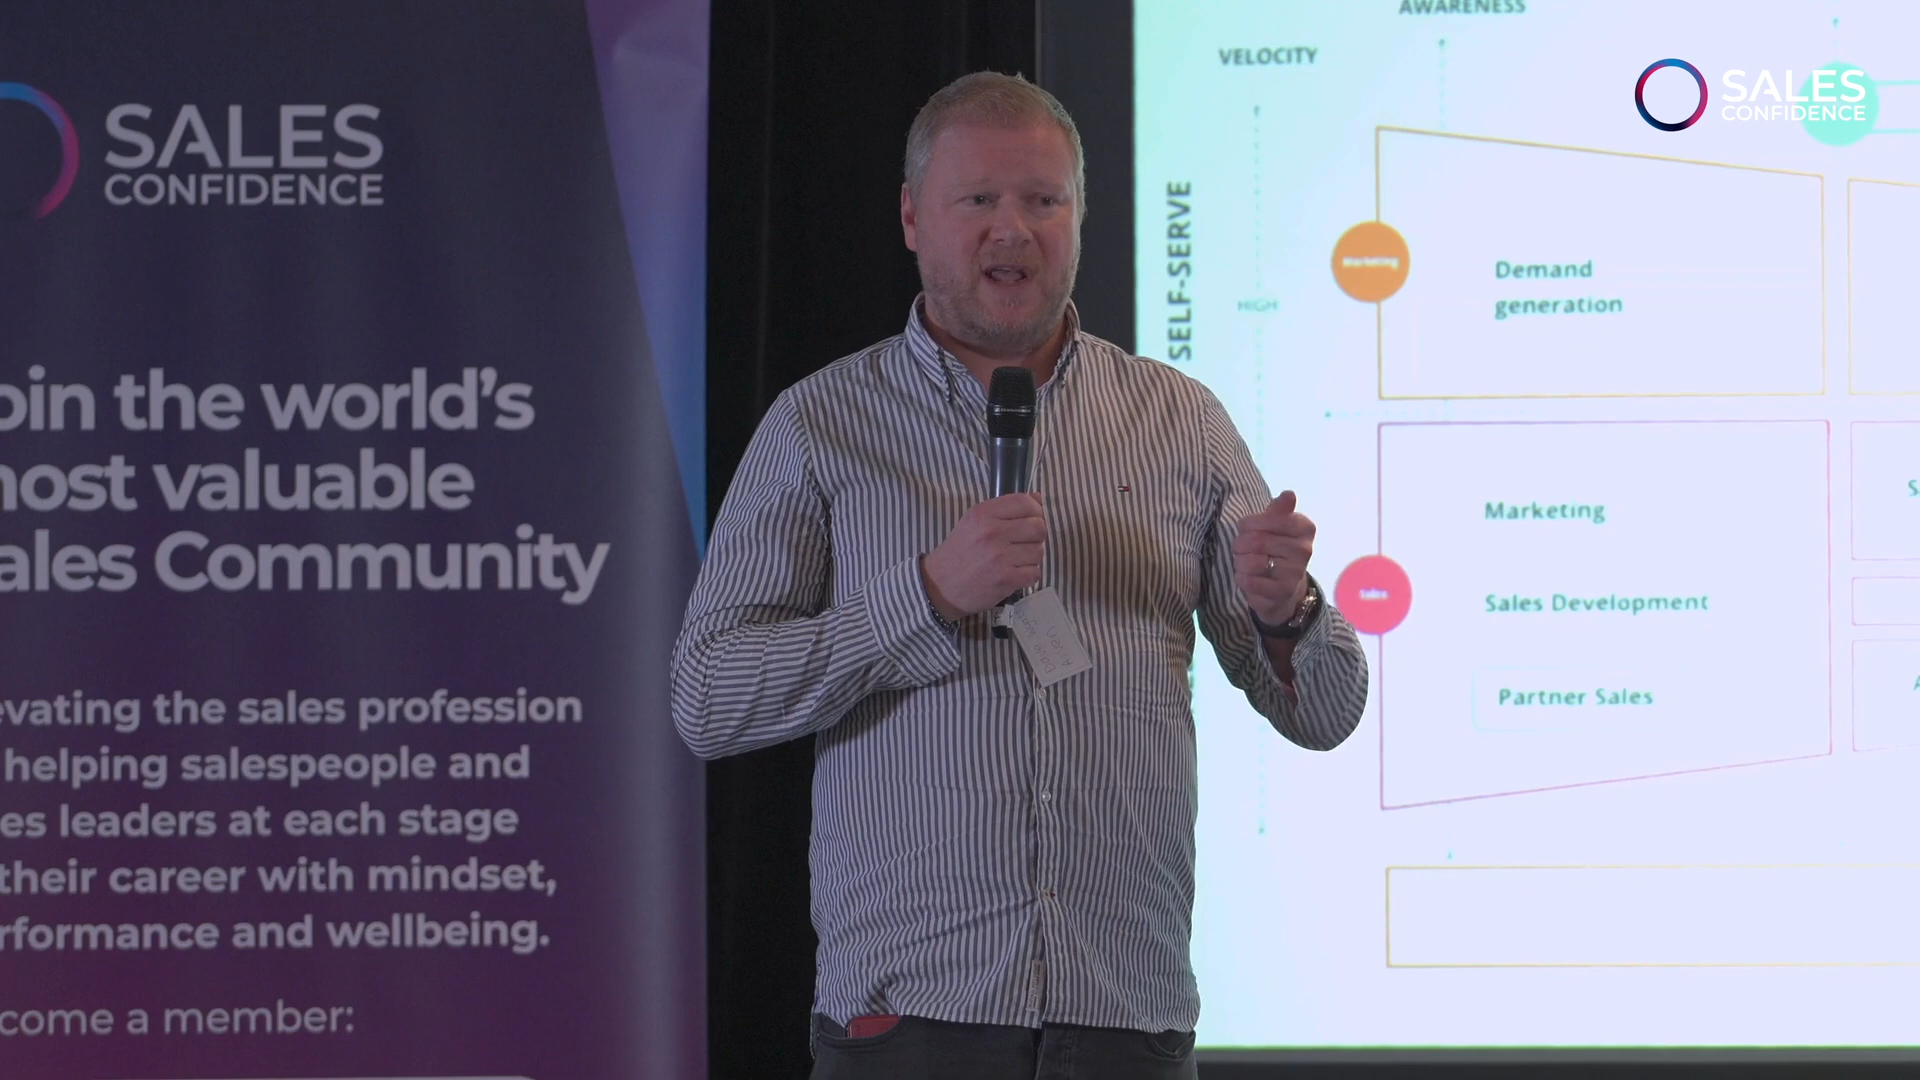 SALES
CONFIDENCE
oin the world's
nost valuable
ales Community
evating the sales profession
helping salespeople and
es leaders at each stage
their career with mindset,
rformance and wellbeing.
come a member:
AWARENESS
VELOCITY
SELF-SERVE
HIGH
Marketing
Demand
generation
Sales
Marketing
Sales Development
Partner Sales
SALES
CONFIDENCE